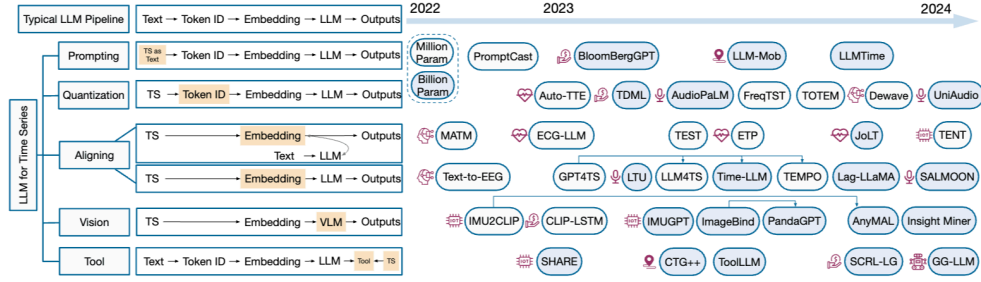 Typical LLM Pipeline
Text → Token ID → Embedding → LLM → Outputs
2022 2023 2024
LLM for Time Series
Prompting
TS as Text → Token ID → Embedding → LLM → Outputs
Million Param
Billion Param
PromptCast BloomBergGPT LLM-Mob LLMTime
Quantization
TS → Token ID → Embedding → LLM → Outputs
Auto-TTE TDML AudioPaLM FreqTST TOTEM Dewave UniAudio
Aligning
TS → Embedding → Outputs
Text → LLM
MATM ECG-LLM TEST ETP JoLT TENT
TS → Embedding → LLM → Outputs
Text-to-EEG GPT4TS LTU LLM4TS Time-LLM TEMPO Lag-LLaMA SALMOON
Vision
TS → Embedding → VLM → Outputs
IMU2CLIP CLIP-LSTM IMUGPT ImageBind PandaGPT AnyMAL Insight Miner
Tool
Text → Token ID → Embedding → LLM → Tool ← TS
SHARE CTG++ ToolLLM SCRL-LG GG-LLM